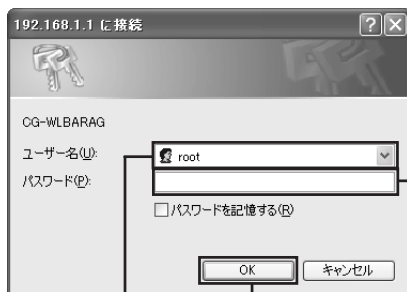 192.168.1.1 に接続
CG-WLBARAG
ユーザー名(U):
root
パスワード(P):
パスワードを記憶する(R)
OK
キャンセル